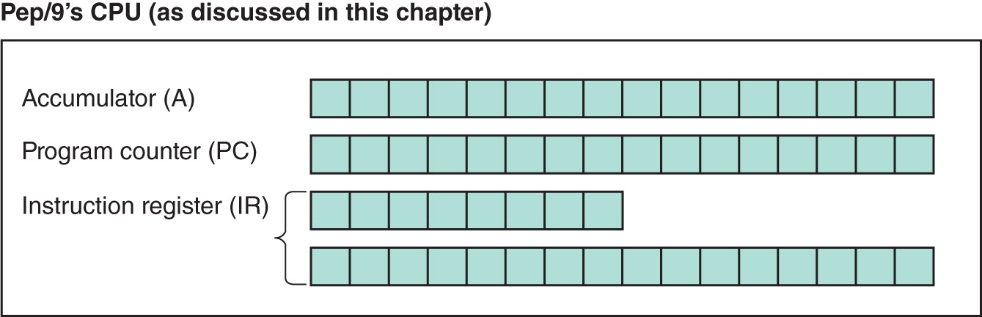 Pep/9's CPU (as discussed in this chapter)
Accumulator (A)
Program counter (PC)
Instruction register (IR)